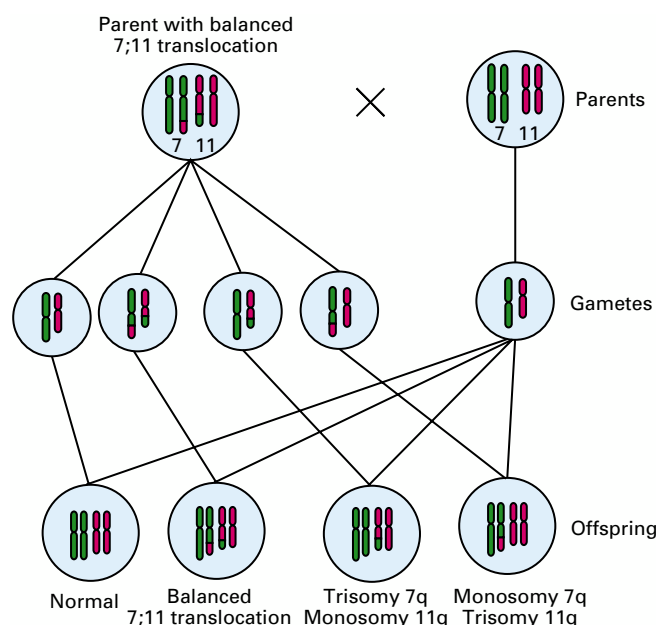 Parent with balanced
7;11 translocation
Parents
7 11
7 11
Gametes
Offspring
Normal
Balanced
7;11 translocation
Trisomy 7q
Monosomy 11q
Monosomy 7q
Trisomy 11q